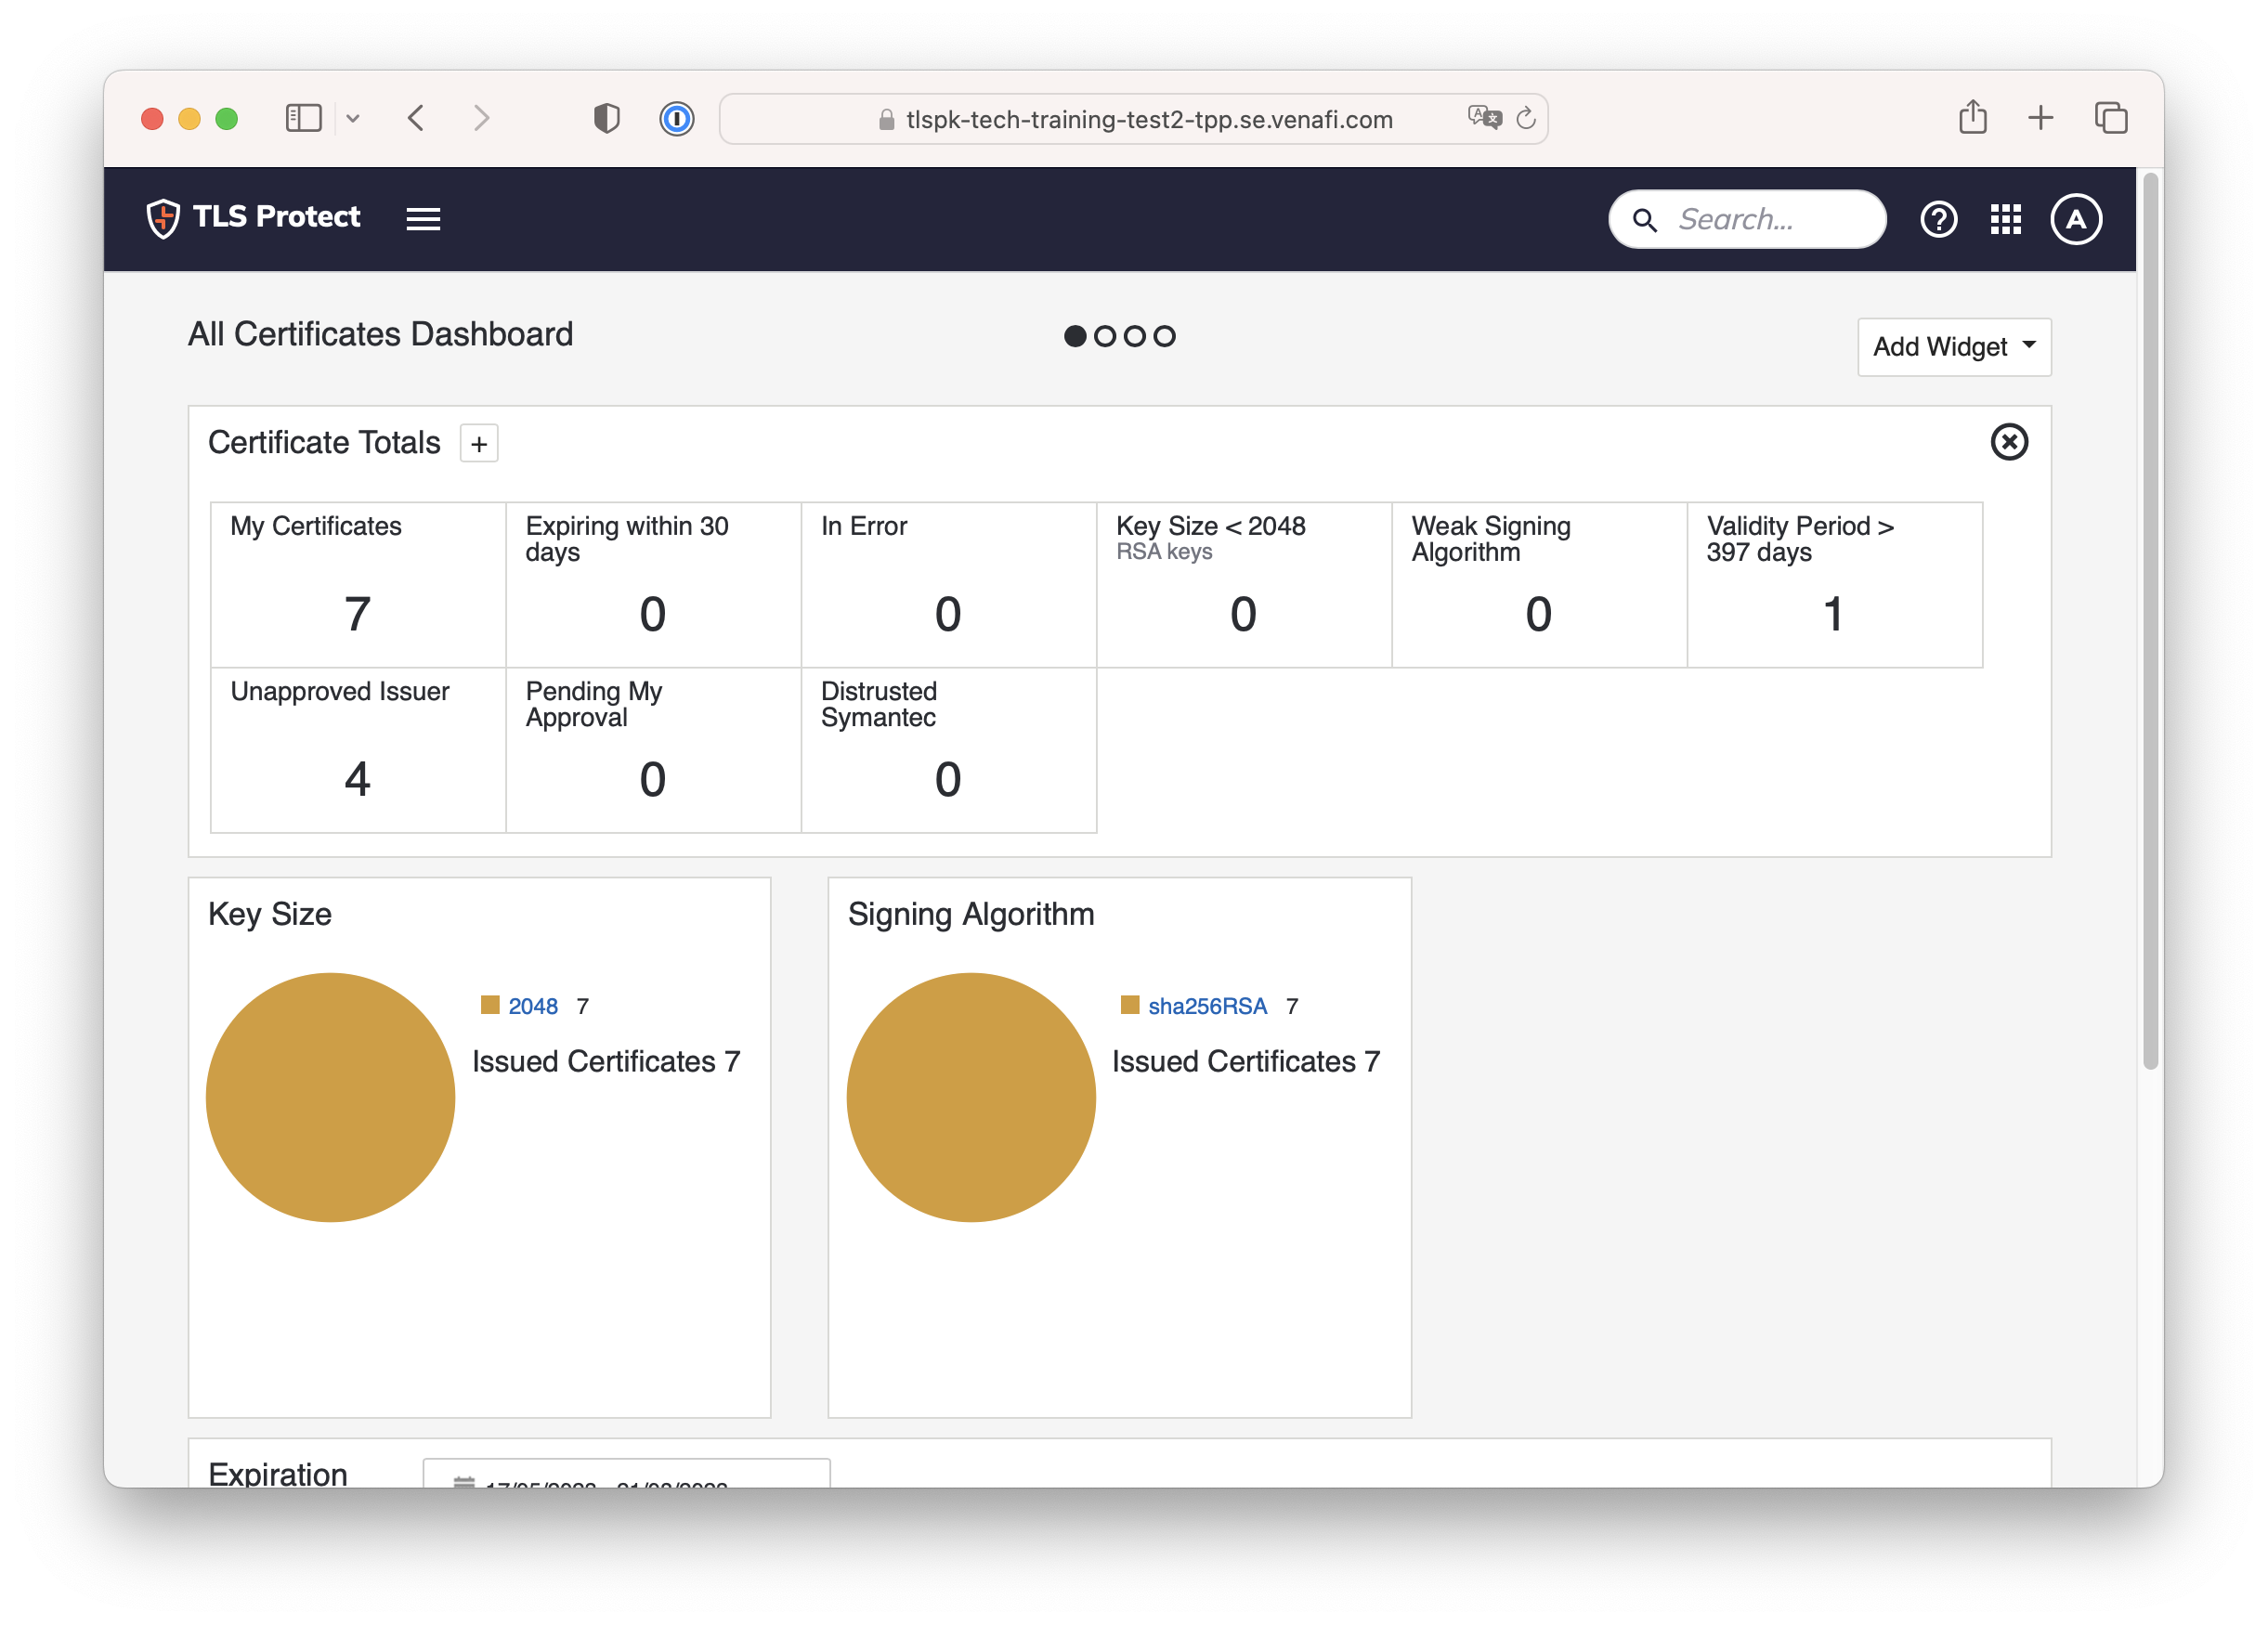 tlspk-tech-training-test2-tpp.se.venafi.com
TLS Protect
Search...
A
All Certificates Dashboard
Add Widget
Certificate Totals +
My Certificates
7
Expiring within 30
days
0
In Error
0
Key Size < 2048
RSA keys
0
Weak Signing
Algorithm
0
Validity Period >
397 days
1
Unapproved Issuer
4
Pending My
Approval
0
Distrusted
Symantec
0
Key Size
2048 7
Issued Certificates 7
Signing Algorithm
sha256RSA 7
Issued Certificates 7
Expiration